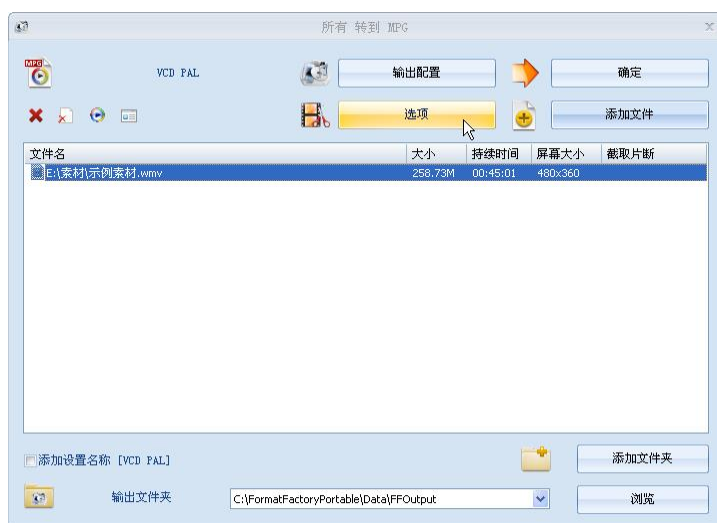 所有 转到 MPG
MPG
VCD PAL
输出配置
确定
选项
添加文件
文件名 大小 持续时间 屏幕大小 截取片断
E:\素材\示例素材.wmv 258.73M 00:45:01 480x360
添加设置名称 [VCD PAL]
添加文件夹
输出文件夹
C:\FormatFactoryPortable\Data\FFOutput
浏览